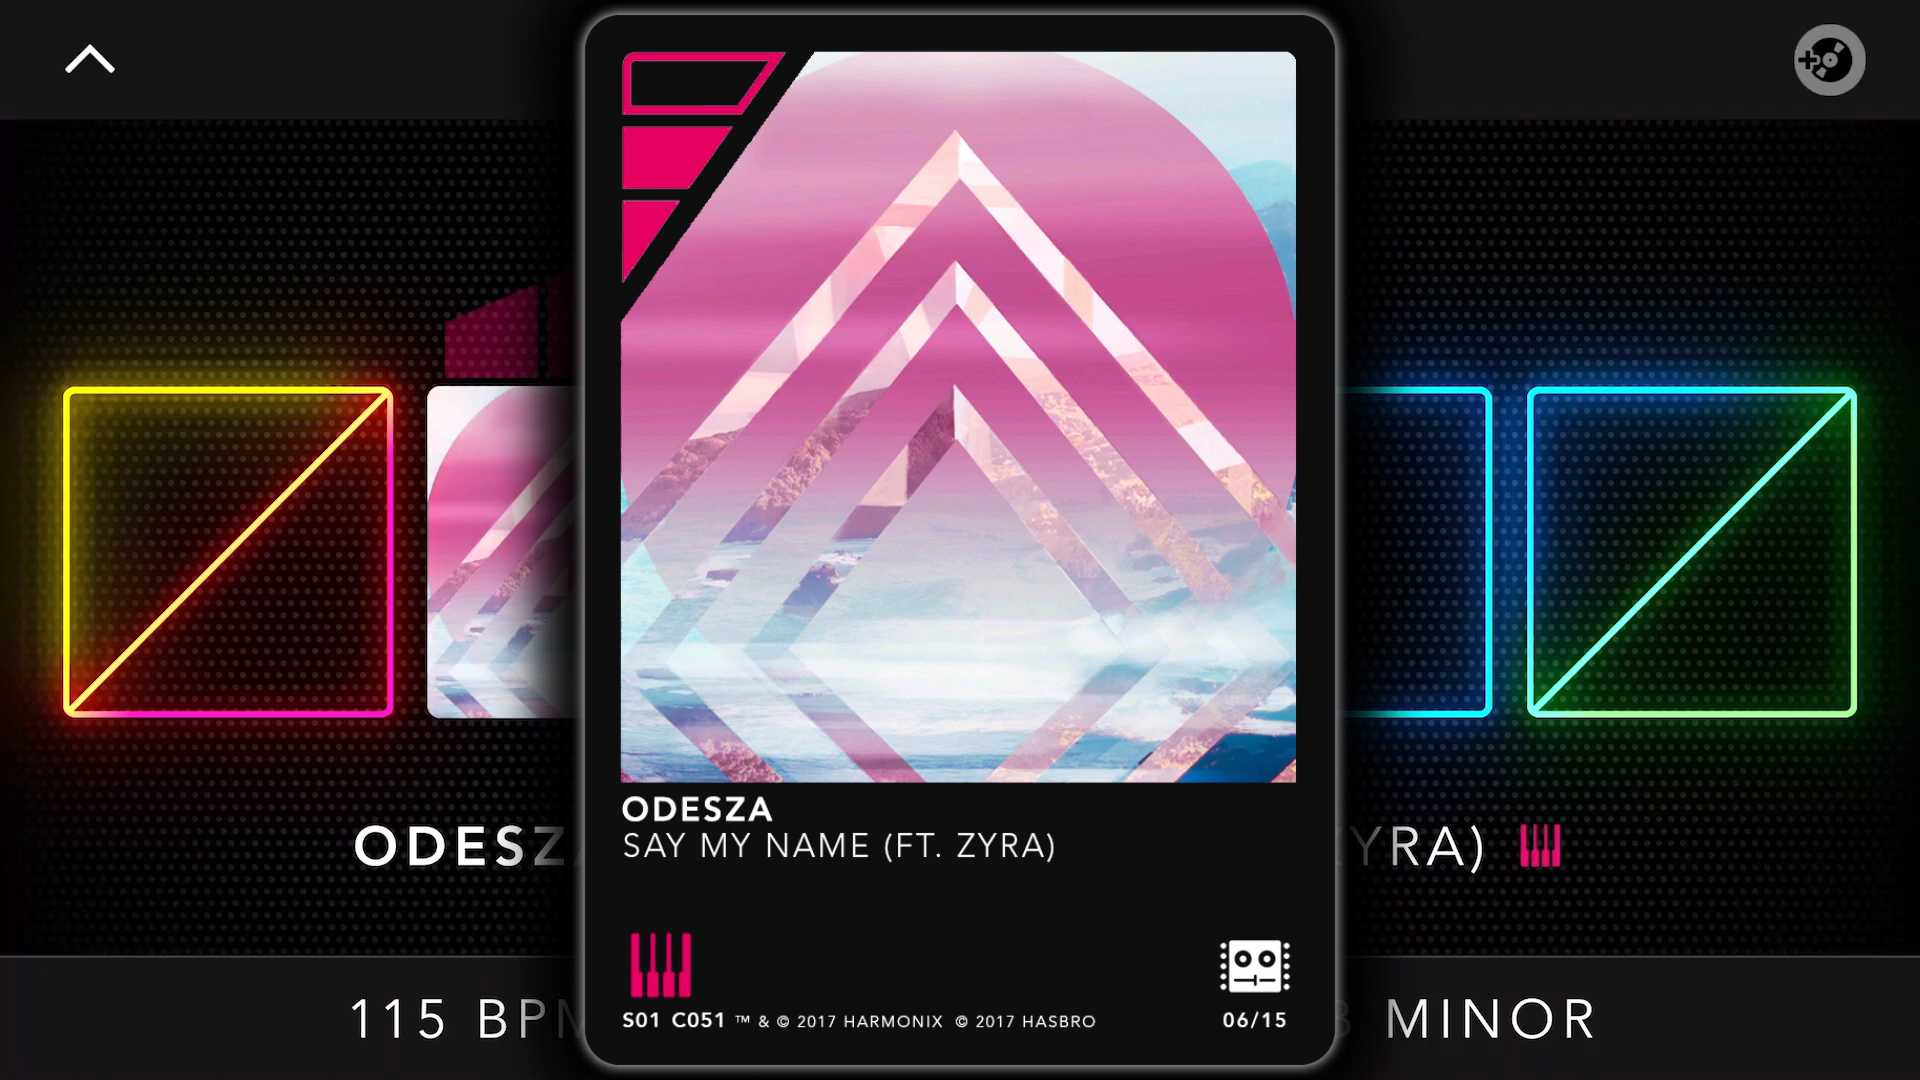 ODESZA
SAY MY NAME (FT. ZYRA)
S01 C051 ™ & © 2017 HARMONIX © 2017 HASBRO
06/15
ODESZ
YRA)
115 BPM
MINOR